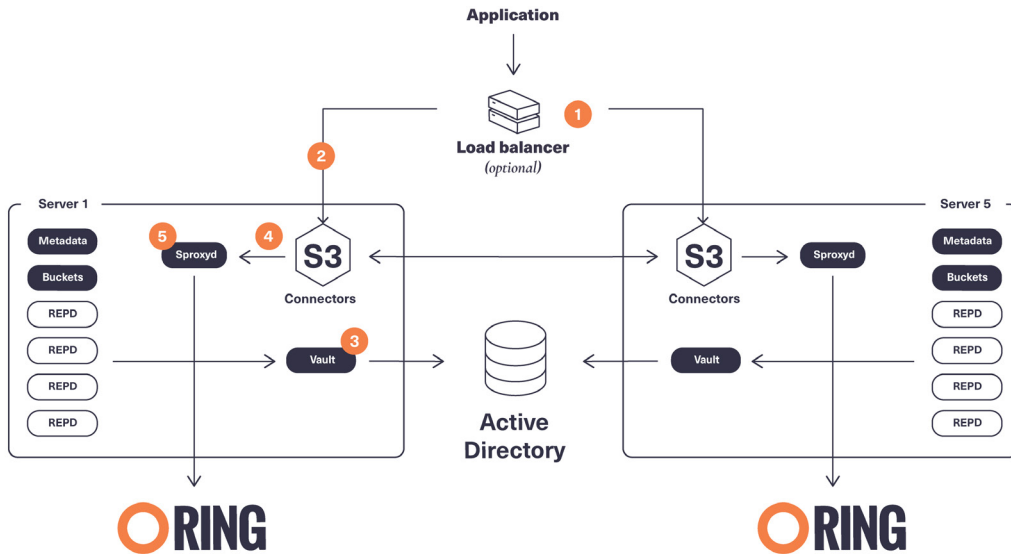 Application
1
Load balancer
(optional)
2
Server 1
Metadata
Buckets
REPD
REPD
REPD
REPD
5
Sproxyd
4
S3
Connectors
Vault
3
Active
Directory
Server 5
S3
Connectors
Sproxyd
Vault
Metadata
Buckets
REPD
REPD
REPD
REPD
RING
RING